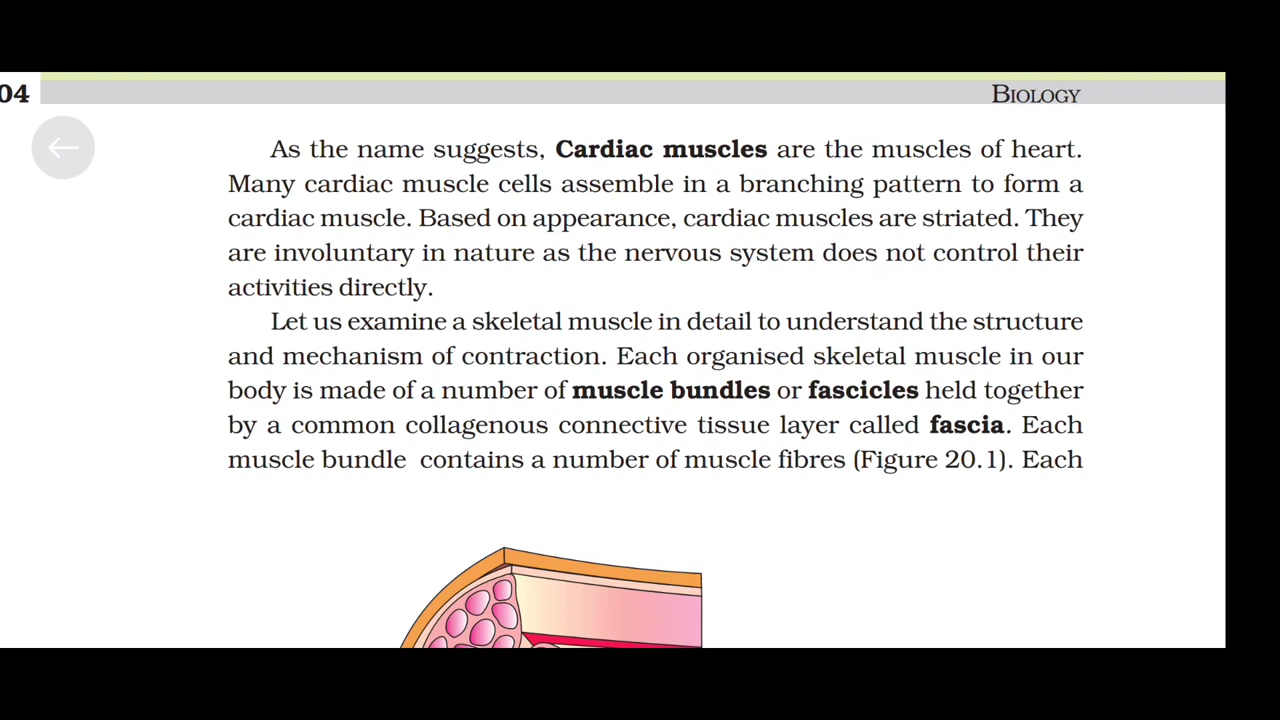 04
BIOLOGY
As the name suggests, Cardiac muscles are the muscles of heart.
Many cardiac muscle cells assemble in a branching pattern to form a
cardiac muscle. Based on appearance, cardiac muscles are striated. They
are involuntary in nature as the nervous system does not control their
activities directly.
Let us examine a skeletal muscle in detail to understand the structure
and mechanism of contraction. Each organised skeletal muscle in our
body is made of a number of muscle bundles or fascicles held together
by a common collagenous connective tissue layer called fascia. Each
muscle bundle contains a number of muscle fibres (Figure 20.1). Each